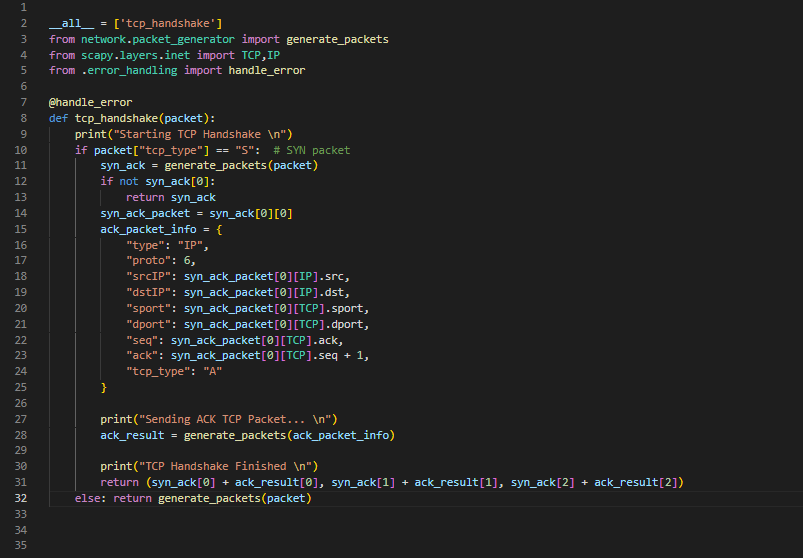 1
2 __all__ = ['tcp_handshake']
3 from network.packet_generator import generate_packets
4 from scapy.layers.inet import TCP,IP
5 from .error_handling import handle_error
6
7 @handle_error
8 def tcp_handshake(packet):
9     print("Starting TCP Handshake \n")
10     if packet["tcp_type"] == "S":  # SYN packet
11         syn_ack = generate_packets(packet)
12         if not syn_ack[0]:
13             return syn_ack
14         syn_ack_packet = syn_ack[0][0]
15         ack_packet_info = {
16             "type": "IP",
17             "proto": 6,
18             "srcIP": syn_ack_packet[0][IP].src,
19             "dstIP": syn_ack_packet[0][IP].dst,
20             "sport": syn_ack_packet[0][TCP].sport,
21             "dport": syn_ack_packet[0][TCP].dport,
22             "seq": syn_ack_packet[0][TCP].ack,
23             "ack": syn_ack_packet[0][TCP].seq + 1,
24             "tcp_type": "A"
25         }
26
27         print("Sending ACK TCP Packet... \n")
28         ack_result = generate_packets(ack_packet_info)
29
30         print("TCP Handshake Finished \n")
31         return (syn_ack[0] + ack_result[0], syn_ack[1] + ack_result[1], syn_ack[2] + ack_result[2])
32     else: return generate_packets(packet)
33
34
35